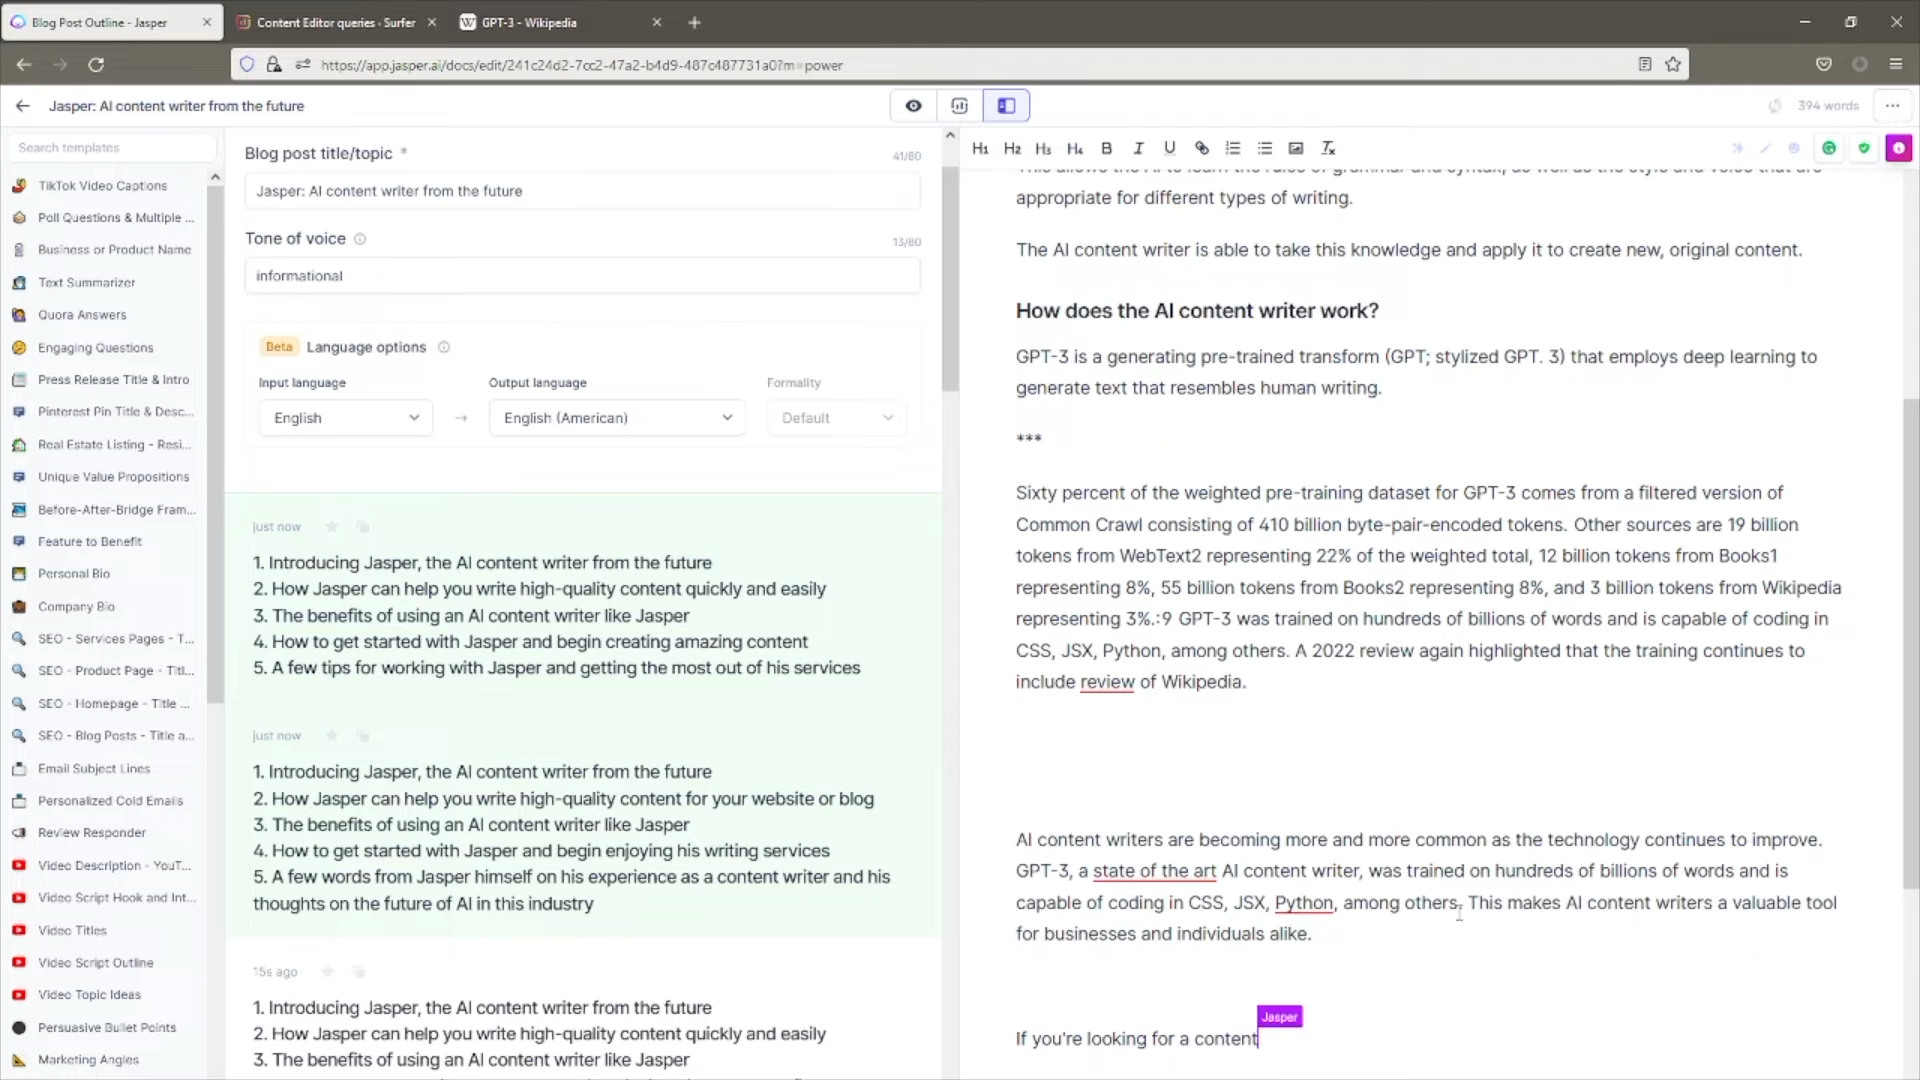 Blog Post Outline - Jasper
Content Editor queries - Surfer
GPT-3 - Wikipedia
https://app.jasper.ai/docs/edit/241c24d2-7cc2-47a2-b4d9-487c487731a0?m=power
Jasper: AI content writer from the future
394 words
Search templates
TikTok Video Captions
Poll Questions & Multiple ...
Business or Product Name
Text Summarizer
Quora Answers
Engaging Questions
Press Release Title & Intro
Pinterest Pin Title & Desc...
Real Estate Listing - Resi...
Unique Value Propositions
Before-After-Bridge Fram...
Feature to Benefit
Personal Bio
Company Bio
SEO - Services Pages - T...
SEO - Product Page - Titl...
SEO - Homepage - Title ...
SEO - Blog Posts - Title a...
Email Subject Lines
Personalized Cold Emails
Review Responder
Video Description - YouT...
Video Script Hook and Int...
Video Titles
Video Script Outline
Video Topic Ideas
Persuasive Bullet Points
Marketing Angles
Blog post title/topic *
41/80
Jasper: AI content writer from the future
Tone of voice
13/80
informational
Beta Language options
Input language Output language Formality
English → English (American) Default
just now
1. Introducing Jasper, the AI content writer from the future
2. How Jasper can help you write high-quality content quickly and easily
3. The benefits of using an AI content writer like Jasper
4. How to get started with Jasper and begin creating amazing content
5. A few tips for working with Jasper and getting the most out of his services
just now
1. Introducing Jasper, the AI content writer from the future
2. How Jasper can help you write high-quality content for your website or blog
3. The benefits of using an AI content writer like Jasper
4. How to get started with Jasper and begin enjoying his writing services
5. A few words from Jasper himself on his experience as a content writer and his
thoughts on the future of AI in this industry
15s ago
1. Introducing Jasper, the AI content writer from the future
2. How Jasper can help you write high-quality content quickly and easily
3. The benefits of using an AI content writer like Jasper
H1 H2 H3 H4 B I U
This allows the AI to learn the rules of grammar and syntax, as well as the style and voice that are
appropriate for different types of writing.
The AI content writer is able to take this knowledge and apply it to create new, original content.
How does the AI content writer work?
GPT-3 is a generating pre-trained transform (GPT; stylized GPT. 3) that employs deep learning to
generate text that resembles human writing.
***
Sixty percent of the weighted pre-training dataset for GPT-3 comes from a filtered version of
Common Crawl consisting of 410 billion byte-pair-encoded tokens. Other sources are 19 billion
tokens from WebText2 representing 22% of the weighted total, 12 billion tokens from Books1
representing 8%, 55 billion tokens from Books2 representing 8%, and 3 billion tokens from Wikipedia
representing 3%.:9 GPT-3 was trained on hundreds of billions of words and is capable of coding in
CSS, JSX, Python, among others. A 2022 review again highlighted that the training continues to
include review of Wikipedia.
AI content writers are becoming more and more common as the technology continues to improve.
GPT-3, a state of the art AI content writer, was trained on hundreds of billions of words and is
capable of coding in CSS, JSX, Python, among others. This makes AI content writers a valuable tool
for businesses and individuals alike.
Jasper
If you're looking for a content